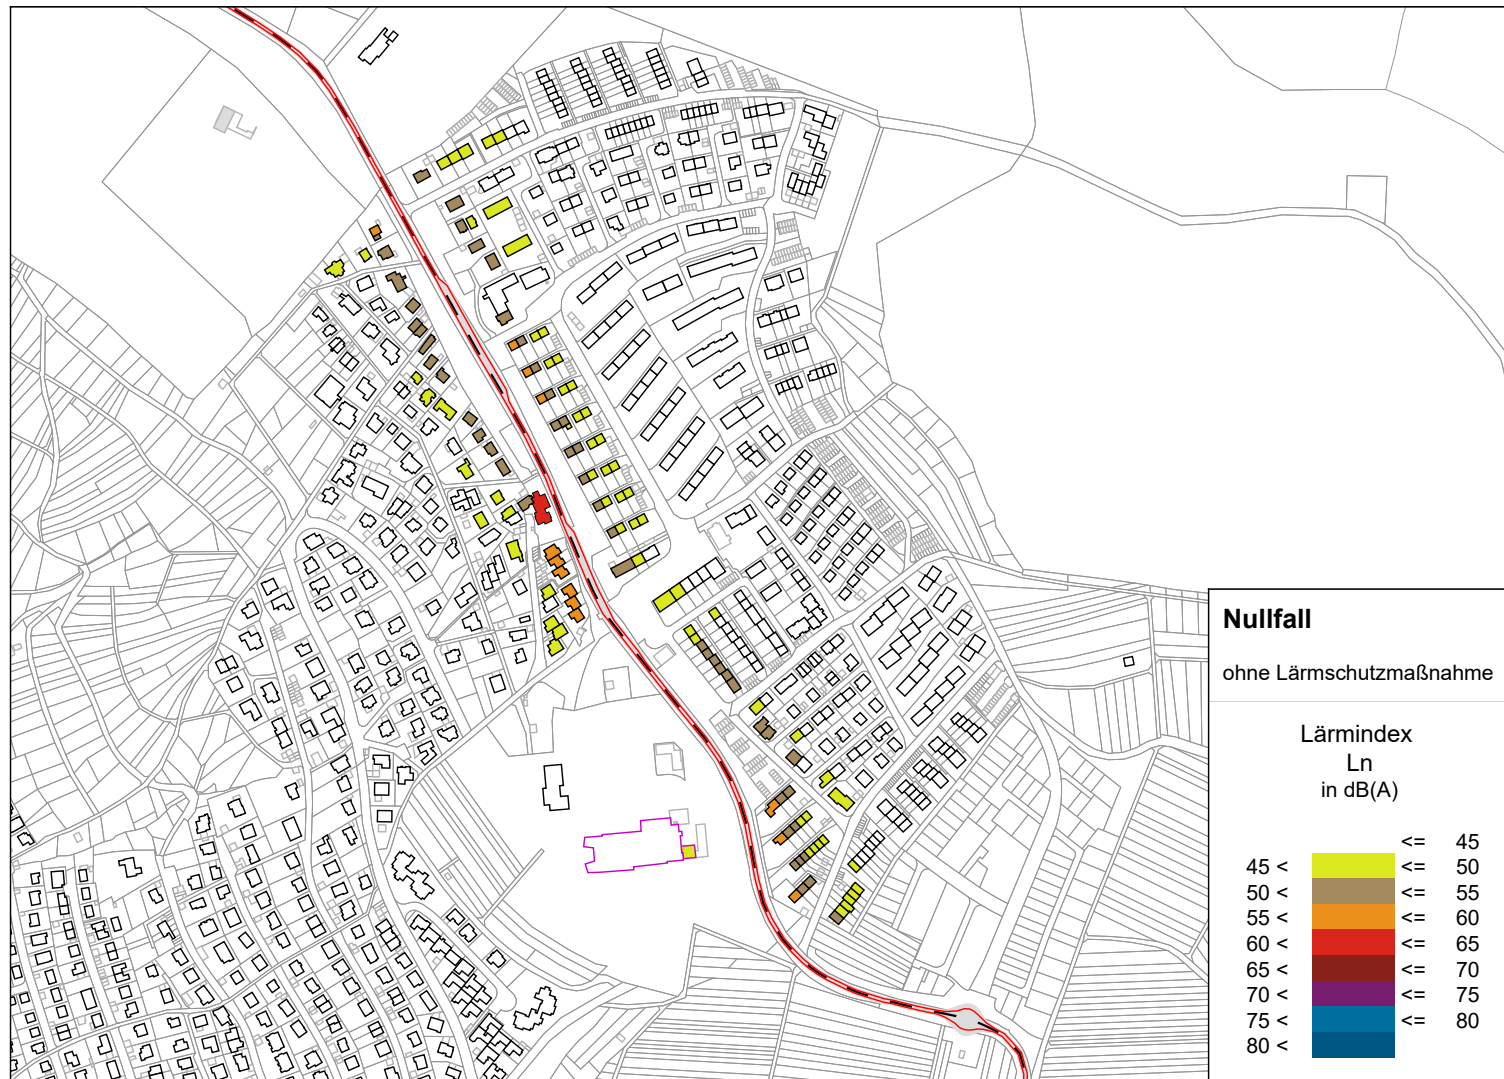 Nullfall
ohne Lärmschutzmaßnahme
Lärmindex
Ln
in dB(A)
<= 45
45 < <= 50
50 < <= 55
55 < <= 60
60 < <= 65
65 < <= 70
70 < <= 75
75 < <= 80
80 <